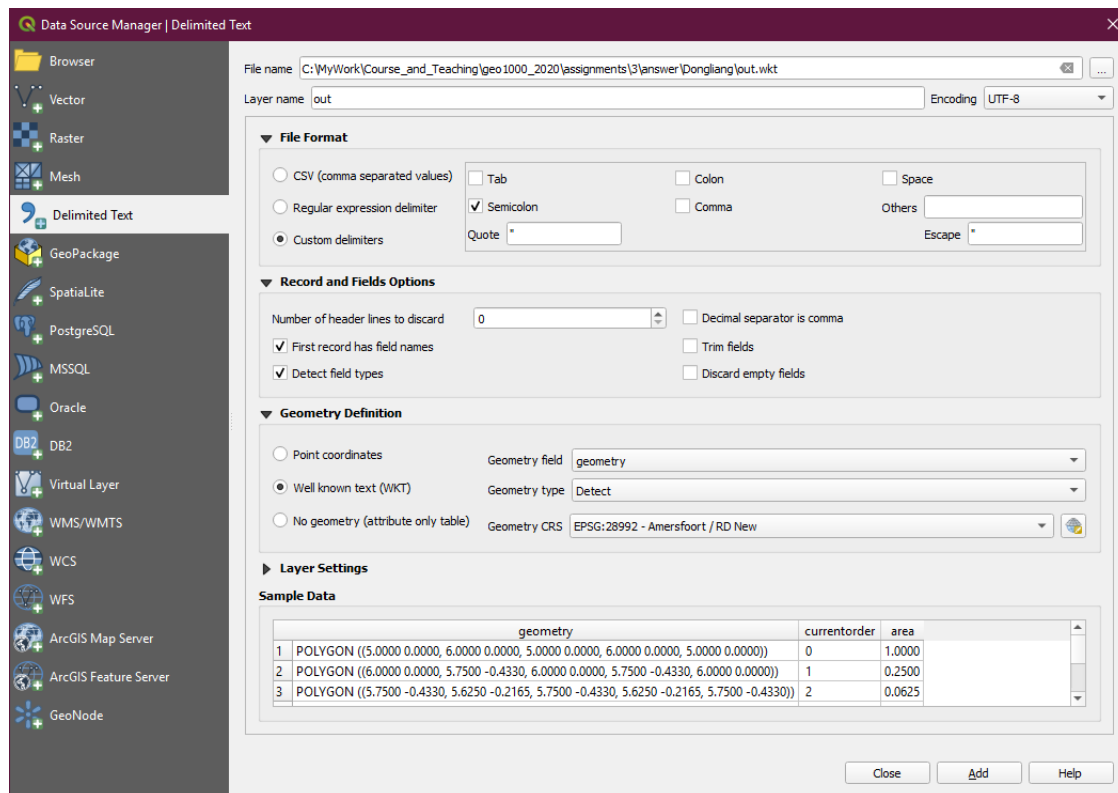 Data Source Manager | Delimited Text
Browser
Vector
Raster
Mesh
Delimited Text
GeoPackage
SpatiaLite
PostgreSQL
MSSQL
Oracle
DB2 DB2
Virtual Layer
WMS/WMTS
WCS
WFS
ArcGIS Map Server
ArcGIS Feature Server
GeoNode
File name C:\MyWork\Course_and_Teaching\geo1000_2020\assignments\3\answer\Dongliang\out.wkt ...
Layer name out Encoding UTF-8
File Format
CSV (comma separated values) Tab Colon Space
Regular expression delimiter Semicolon Comma Others
Custom delimiters Quote " Escape "
Record and Fields Options
Number of header lines to discard 0 Decimal separator is comma
First record has field names Trim fields
Detect field types Discard empty fields
Geometry Definition
Point coordinates Geometry field geometry
Well known text (WKT) Geometry type Detect
No geometry (attribute only table) Geometry CRS EPSG:28992 - Amersfoort / RD New
Layer Settings
Sample Data
geometry currentorder area
1 POLYGON ((5.0000 0.0000, 6.0000 0.0000, 5.0000 0.0000, 6.0000 0.0000, 5.0000 0.0000)) 0 1.0000
2 POLYGON ((6.0000 0.0000, 5.7500 -0.4330, 6.0000 0.0000, 5.7500 -0.4330, 6.0000 0.0000)) 1 0.2500
3 POLYGON ((5.7500 -0.4330, 5.6250 -0.2165, 5.7500 -0.4330, 5.6250 -0.2165, 5.7500 -0.4330)) 2 0.0625
Close Add Help